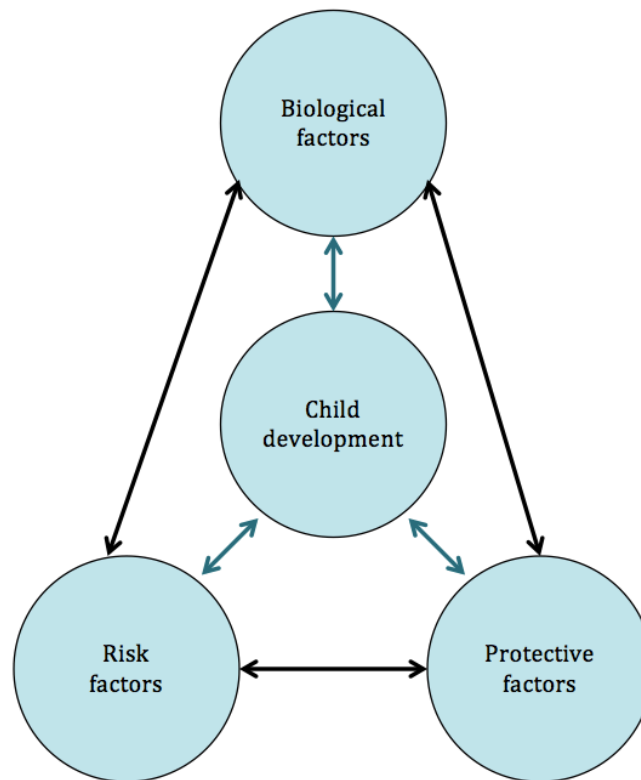 Biological
factors
Child
development
Risk
factors
Protective
factors